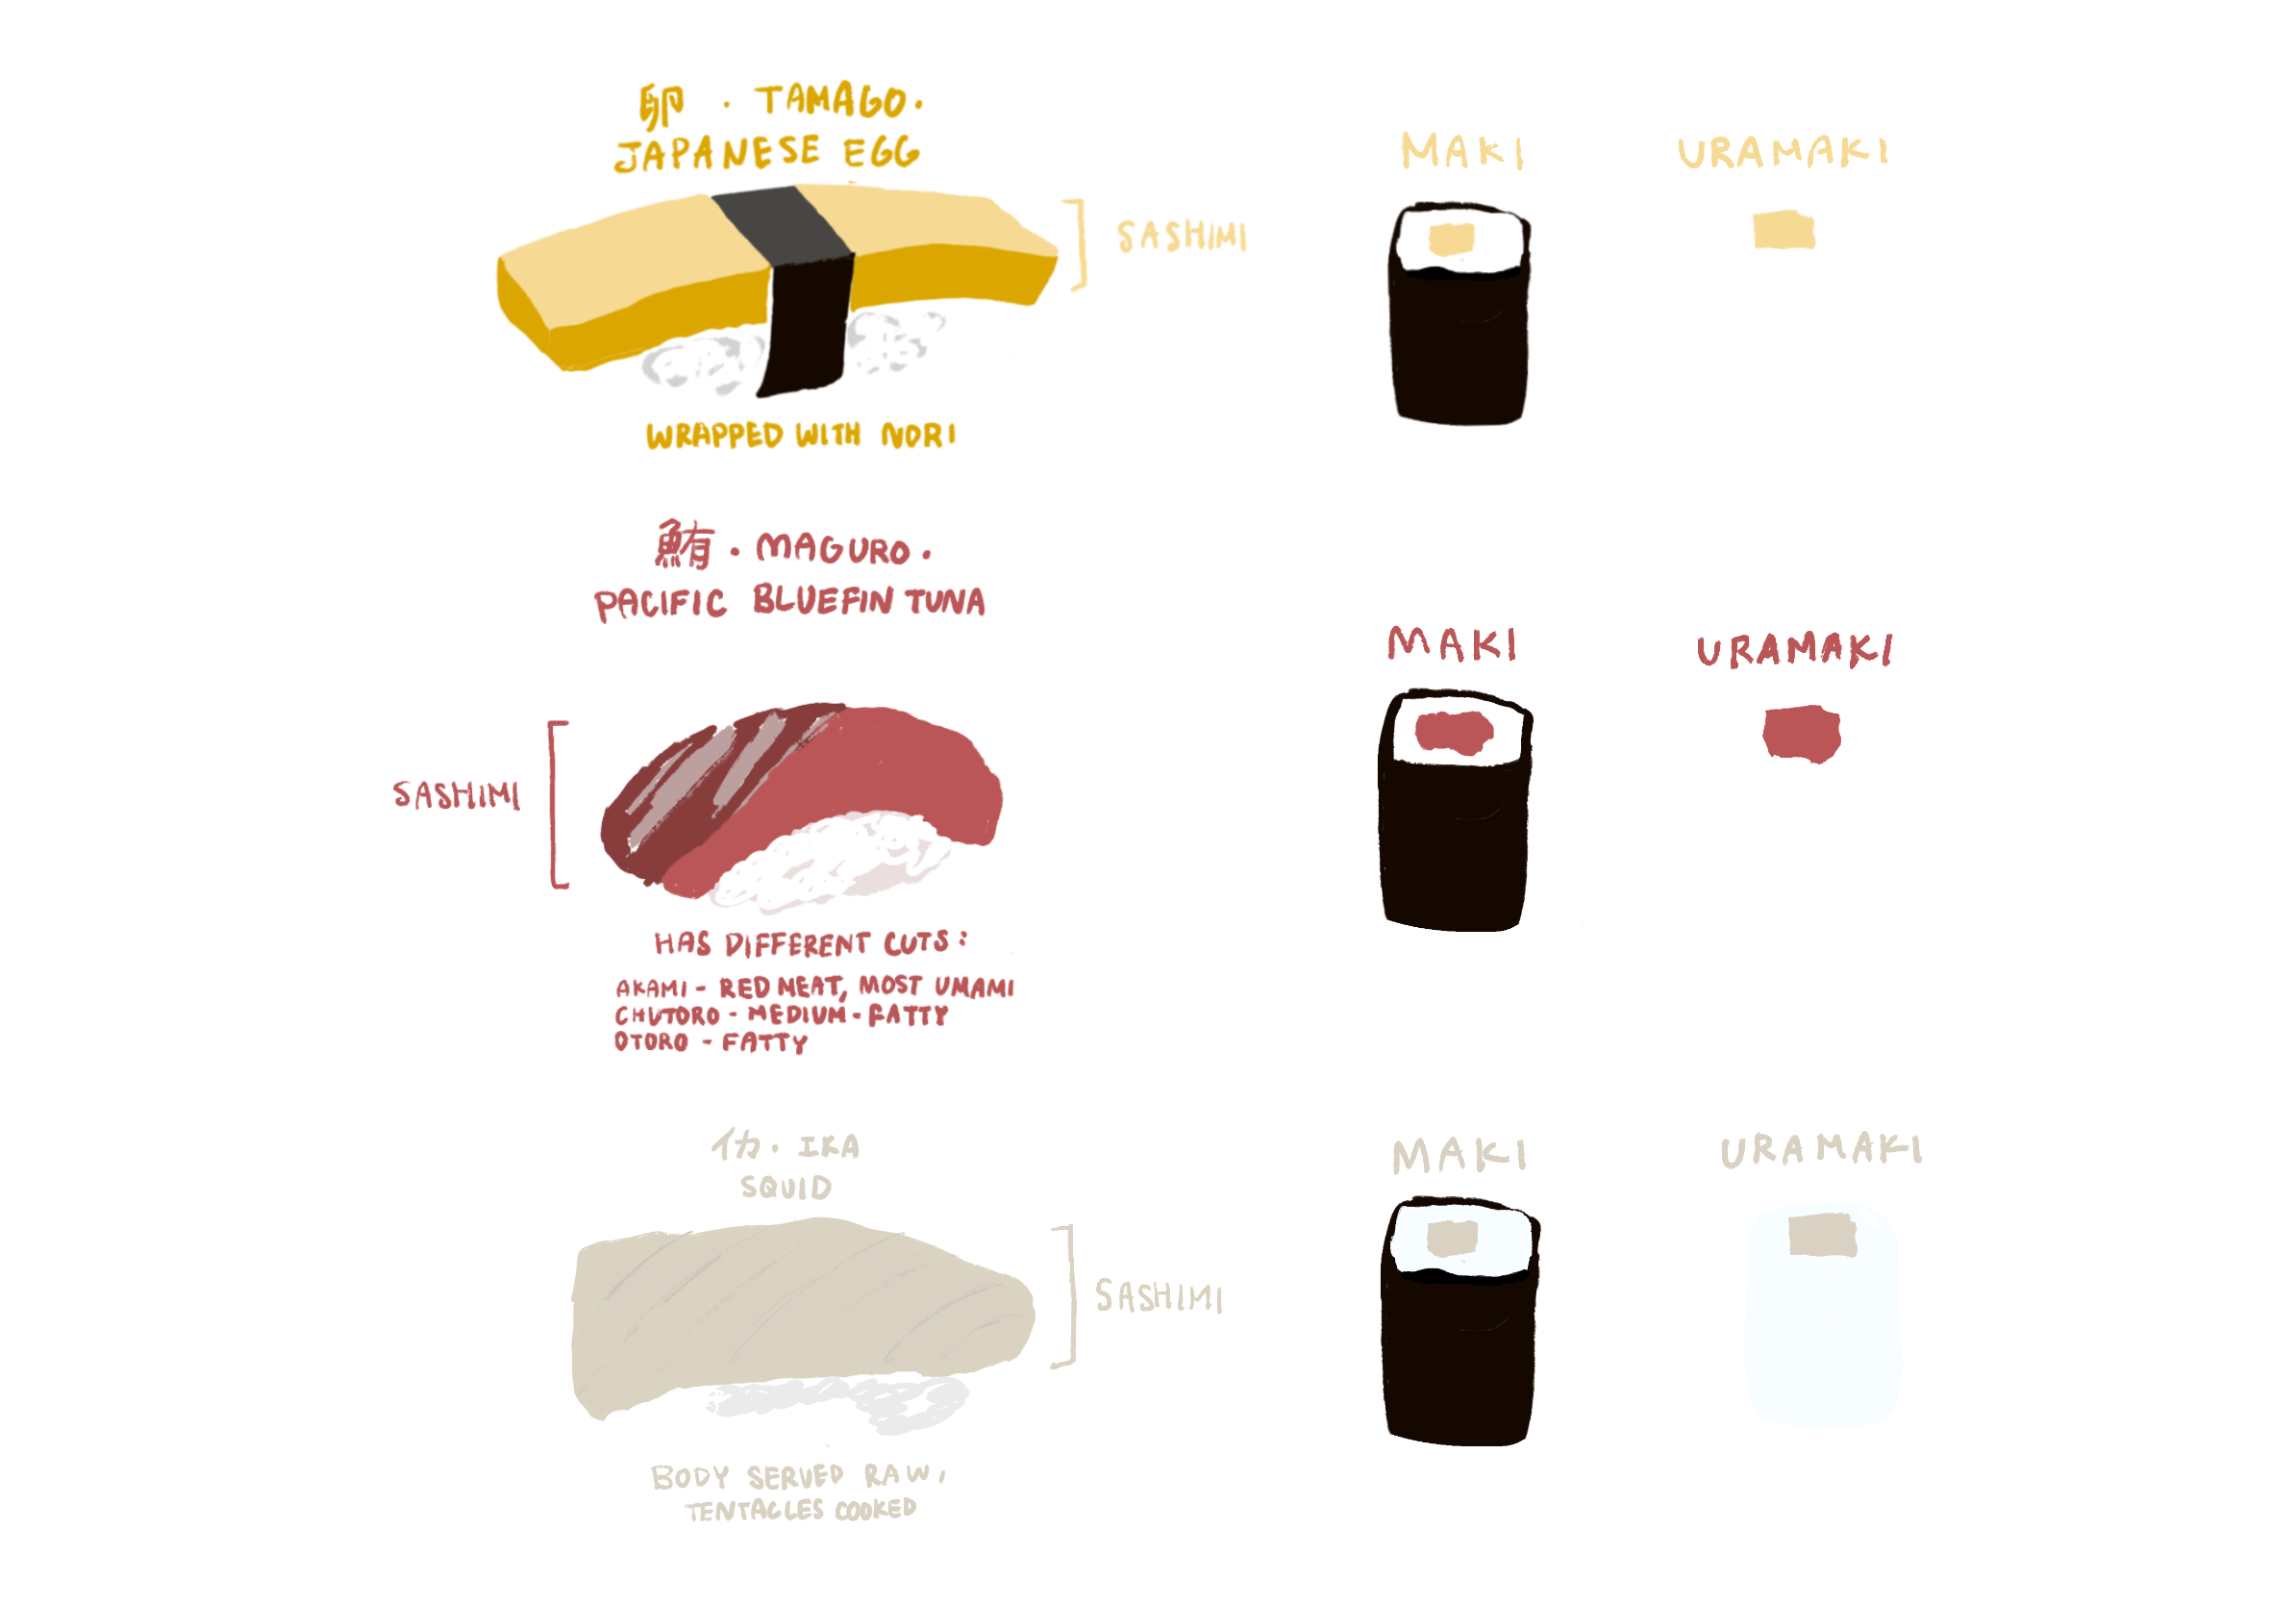 卵 · TAMAGO.
JAPANESE EGG
MAKI
URAMAKI
SASHIMI
WRAPPED WITH NORI
鮪 · MAGURO.
PACIFIC BLUEFIN TUNA
MAKI
URAMAKI
SASHIMI
HAS DIFFERENT CUTS:
AKAMI - RED MEAT, MOST UMAMI
CHUTORO - MEDIUM - FATTY
OTORO - FATTY
イカ · IKA
SQUID
MAKI
URAMAKI
SASHIMI
BODY SERVED RAW,
TENTACLES COOKED